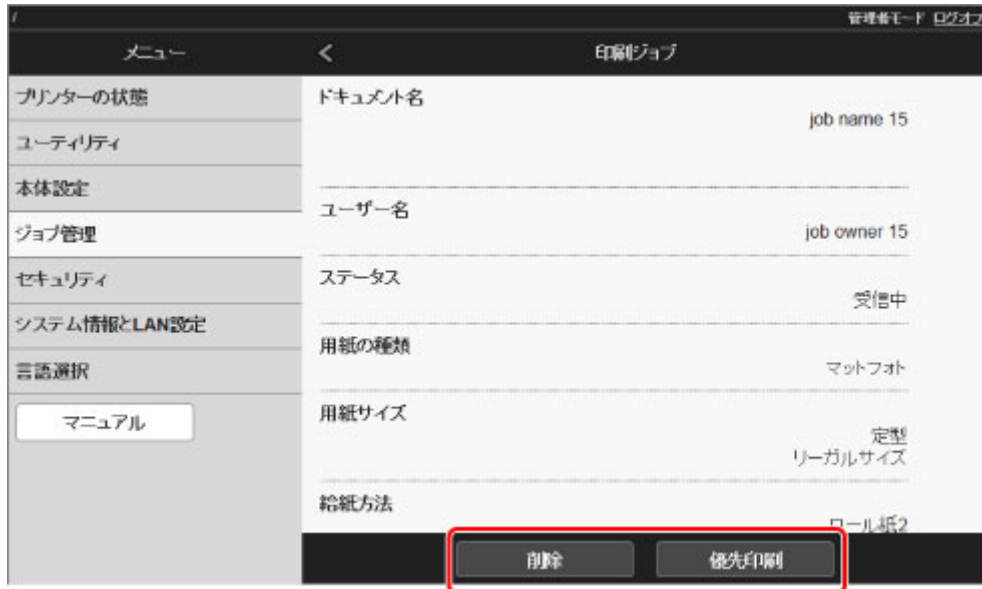 /
管理者モード ログオフ
メニュー
< 印刷ジョブ
プリンターの状態
ユーティリティ
本体設定
ジョブ管理
セキュリティ
システム情報とLAN設定
言語選択
マニュアル
ドキュメント名
job name 15
ユーザー名
job owner 15
ステータス
受信中
用紙の種類
マットフォト
用紙サイズ
定型
リーガルサイズ
給紙方法
ロール紙2
削除 優先印刷